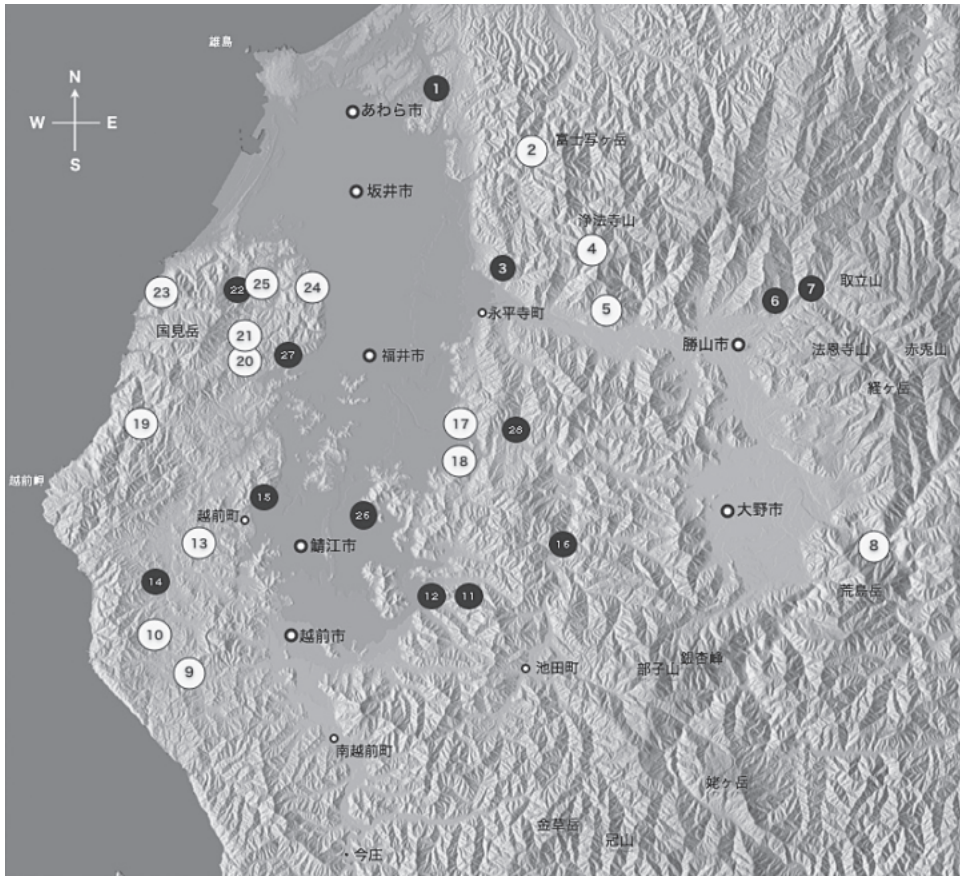 雄島
N
W E
S
1
あわら市
2
富士写ヶ岳
坂井市
浄法寺山
4
3
取立山
7
6
23
22
25
24
5
永平寺町
国見岳
21
20
27
福井市
勝山市
法恩寺山
赤兎山
経ヶ岳
19
17
28
18
越前岬
15
越前町
26
大野市
13
鯖江市
16
8
14
荒島岳
12
11
10
越前市
9
池田町
部子山
銀杏峰
南越前町
姥ヶ岳
金草岳
冠山
今庄